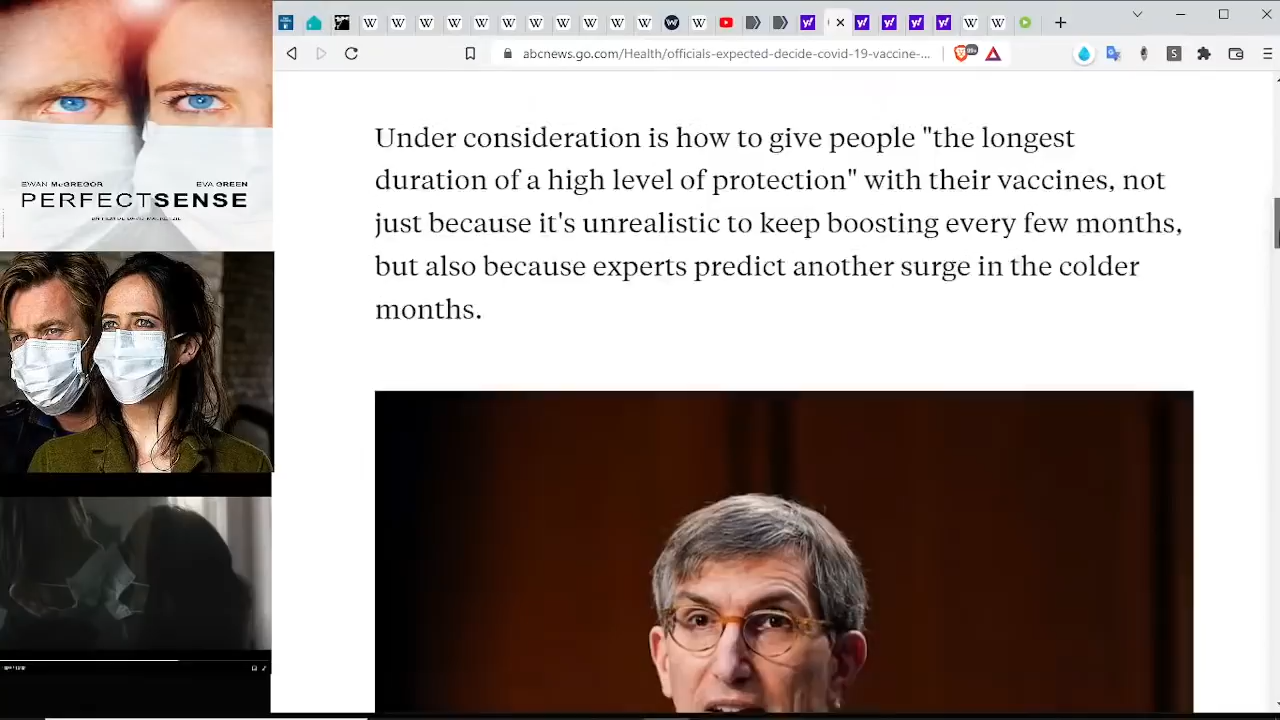 abcnews.go.com/Health/officials-expected-decide-covid-19-vaccine-...
EWAN McGREGOR EVA GREEN
PERFECTSENSE
Under consideration is how to give people "the longest
duration of a high level of protection" with their vaccines, not
just because it's unrealistic to keep boosting every few months,
but also because experts predict another surge in the colder
months.